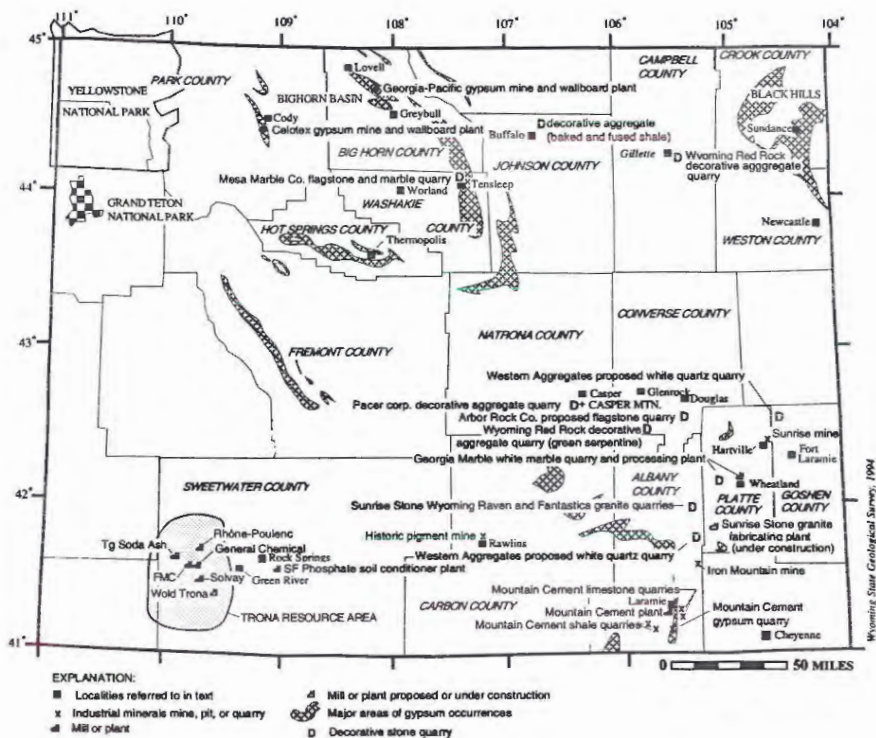 111° 110° 109° 108° 107° 106° 105° 104°
45°
YELLOWSTONE
NATIONAL PARK
PARK COUNTY
Lovell
Georgia-Pacific gypsum mine and wallboard plant
BIGHORN BASIN
Greybull
Cody
Celotex gypsum mine and wallboard plant
BIG HORN COUNTY
CAMPBELL
COUNTY
CROOK COUNTY
BLACK HILLS
Sundance
D decorative aggregate
(baked and fused shale)
Buffalo
JOHNSON COUNTY
Gillette
D Wyoming Red Rock
decorative agggregate
quarry
44°
Mesa Marble Co. flagstone and marble quarry D
Tensleep
Worland
WASHAKIE
COUNTY
GRAND TETON
NATIONAL PARK
HOT SPRINGS COUNTY
Thermopolis
Newcastle
WESTON COUNTY
43°
FREMONT COUNTY
NATRONA COUNTY
CONVERSE COUNTY
Western Aggregates proposed white quartz quarry
Casper
Glenrock
Douglas
Pacer corp. decorative aggregate quarry D+ CASPER MTN.
Arbor Rock Co. proposed flagstone quarry D
D
Wyoming Red Rock decorative D
aggregate quarry (green serpentine)
Sunrise mine
Hartville
Fort
Laramie
Georgia Marble white marble quarry and processing plant
D
Wheatland
42°
SWEETWATER COUNTY
ALBANY
COUNTY
PLATTE
COUNTY
GOSHEN
COUNTY
Sunrise Stone Wyoming Raven and Fantastica granite quarries D
Sunrise Stone granite
fabricating plant
(under construction)
Rhône-Poulenc
General Chemical
Tg Soda Ash
Rock Springs
FMC
Solvay
SF Phosphate soil conditioner plant
Green River
Wold Trona
TRONA RESOURCE AREA
Historic pigment mine x
Rawlins
Western Aggregates proposed white quartz quarry D
Iron Mountain mine
CARBON COUNTY
Mountain Cement limestone quarries
Laramie
Mountain Cement plant
Mountain Cement shale quarries
Mountain Cement
gypsum quarry
Cheyenne
41°
0 50 MILES
Wyoming State Geological Survey, 1994
EXPLANATION:
Localities referred to in text
x Industrial minerals mine, pit, or quarry
Mill or plant
Mill or plant proposed or under construction
Major areas of gypsum occurrences
D Decorative stone quarry